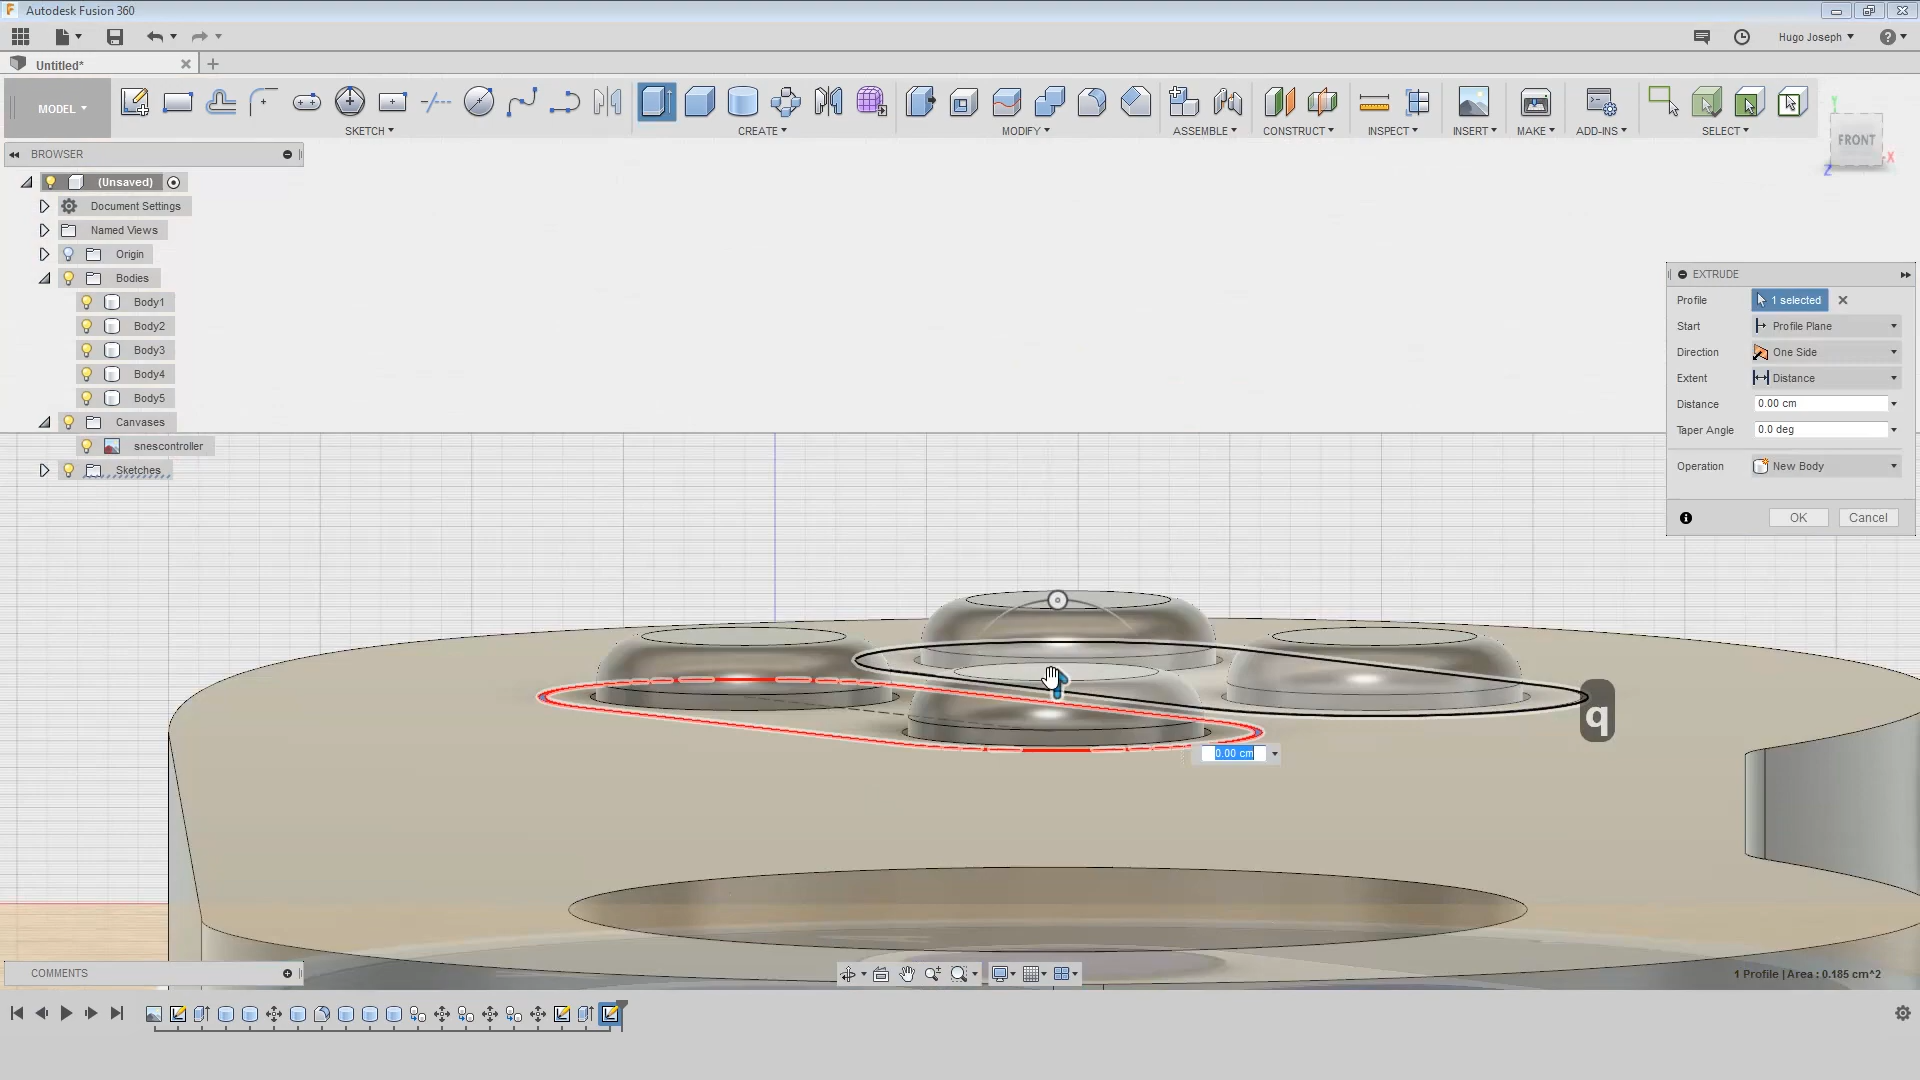 Autodesk Fusion 360
Hugo Joseph
Untitled*
MODEL
SKETCH
CREATE
MODIFY
ASSEMBLE
CONSTRUCT
INSPECT
INSERT
MAKE
ADD-INS
SELECT
Y
FRONT
X
Z
BROWSER
(Unsaved)
Document Settings
Named Views
Origin
Bodies
Body1
Body2
Body3
Body4
Body5
Canvases
snescontroller
Sketches
EXTRUDE
Profile 1 selected
Start Profile Plane
Direction One Side
Extent Distance
Distance 0.00 cm
Taper Angle 0.0 deg
Operation New Body
OK Cancel
q
0.00 cm
COMMENTS
1 Profile | Area : 0.185 cm^2